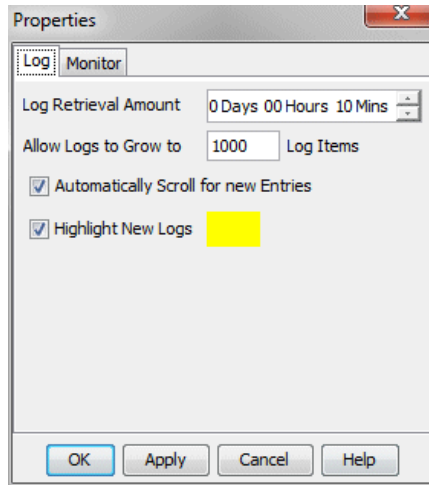 Properties
Log Monitor
Log Retrieval Amount 0 Days 00 Hours 10 Mins
Allow Logs to Grow to 1000 Log Items
Automatically Scroll for new Entries
Highlight New Logs
OK Apply Cancel Help